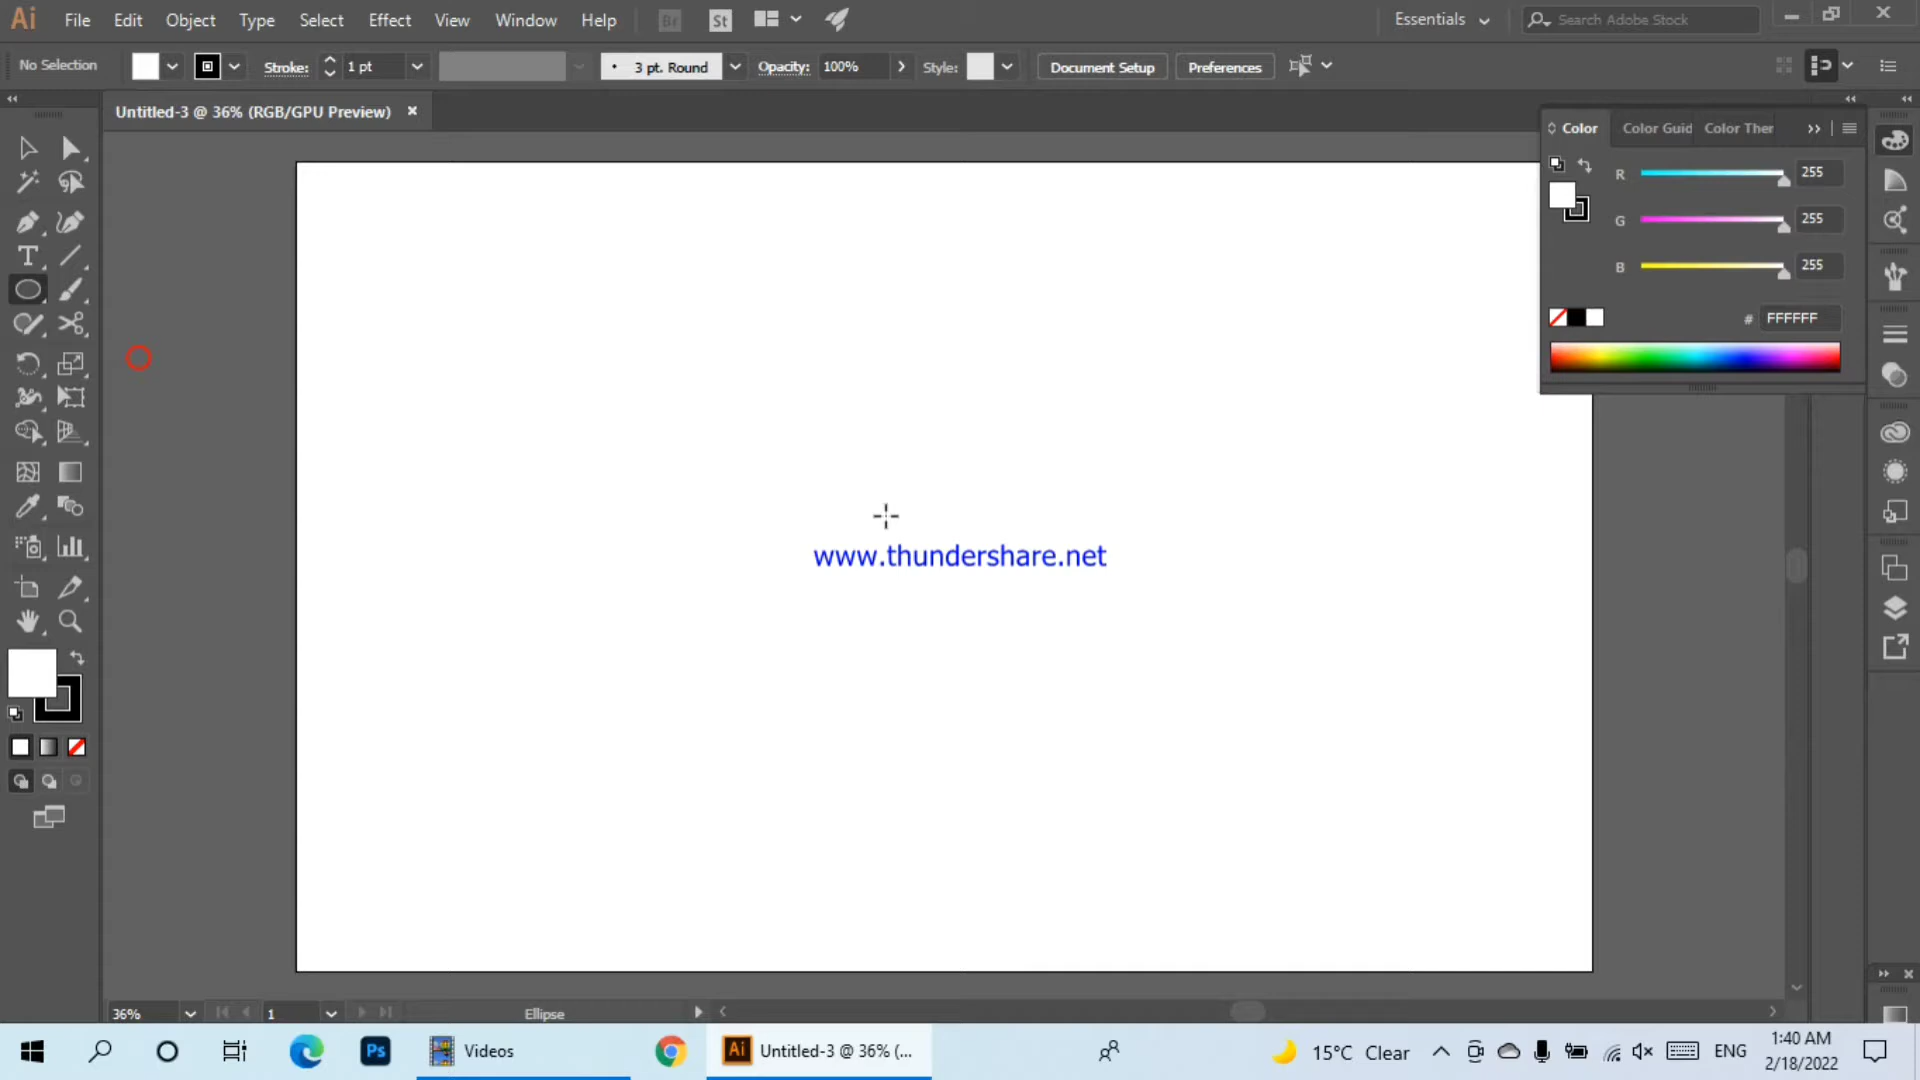 Ai File Edit Object Type Select Effect View Window Help Br St Essentials Search Adobe Stock
No Selection Stroke: 1 pt 3 pt. Round Opacity: 100% Style: Document Setup Preferences
Untitled-3 @ 36% (RGB/GPU Preview)
Color Color Guid Color Ther
R 255
G 255
B 255
# FFFFFF
www.thundershare.net
36% 1 Ellipse
Ps Videos Ai Untitled-3 @ 36% (... 15°C Clear ENG 1:40 AM
2/18/2022